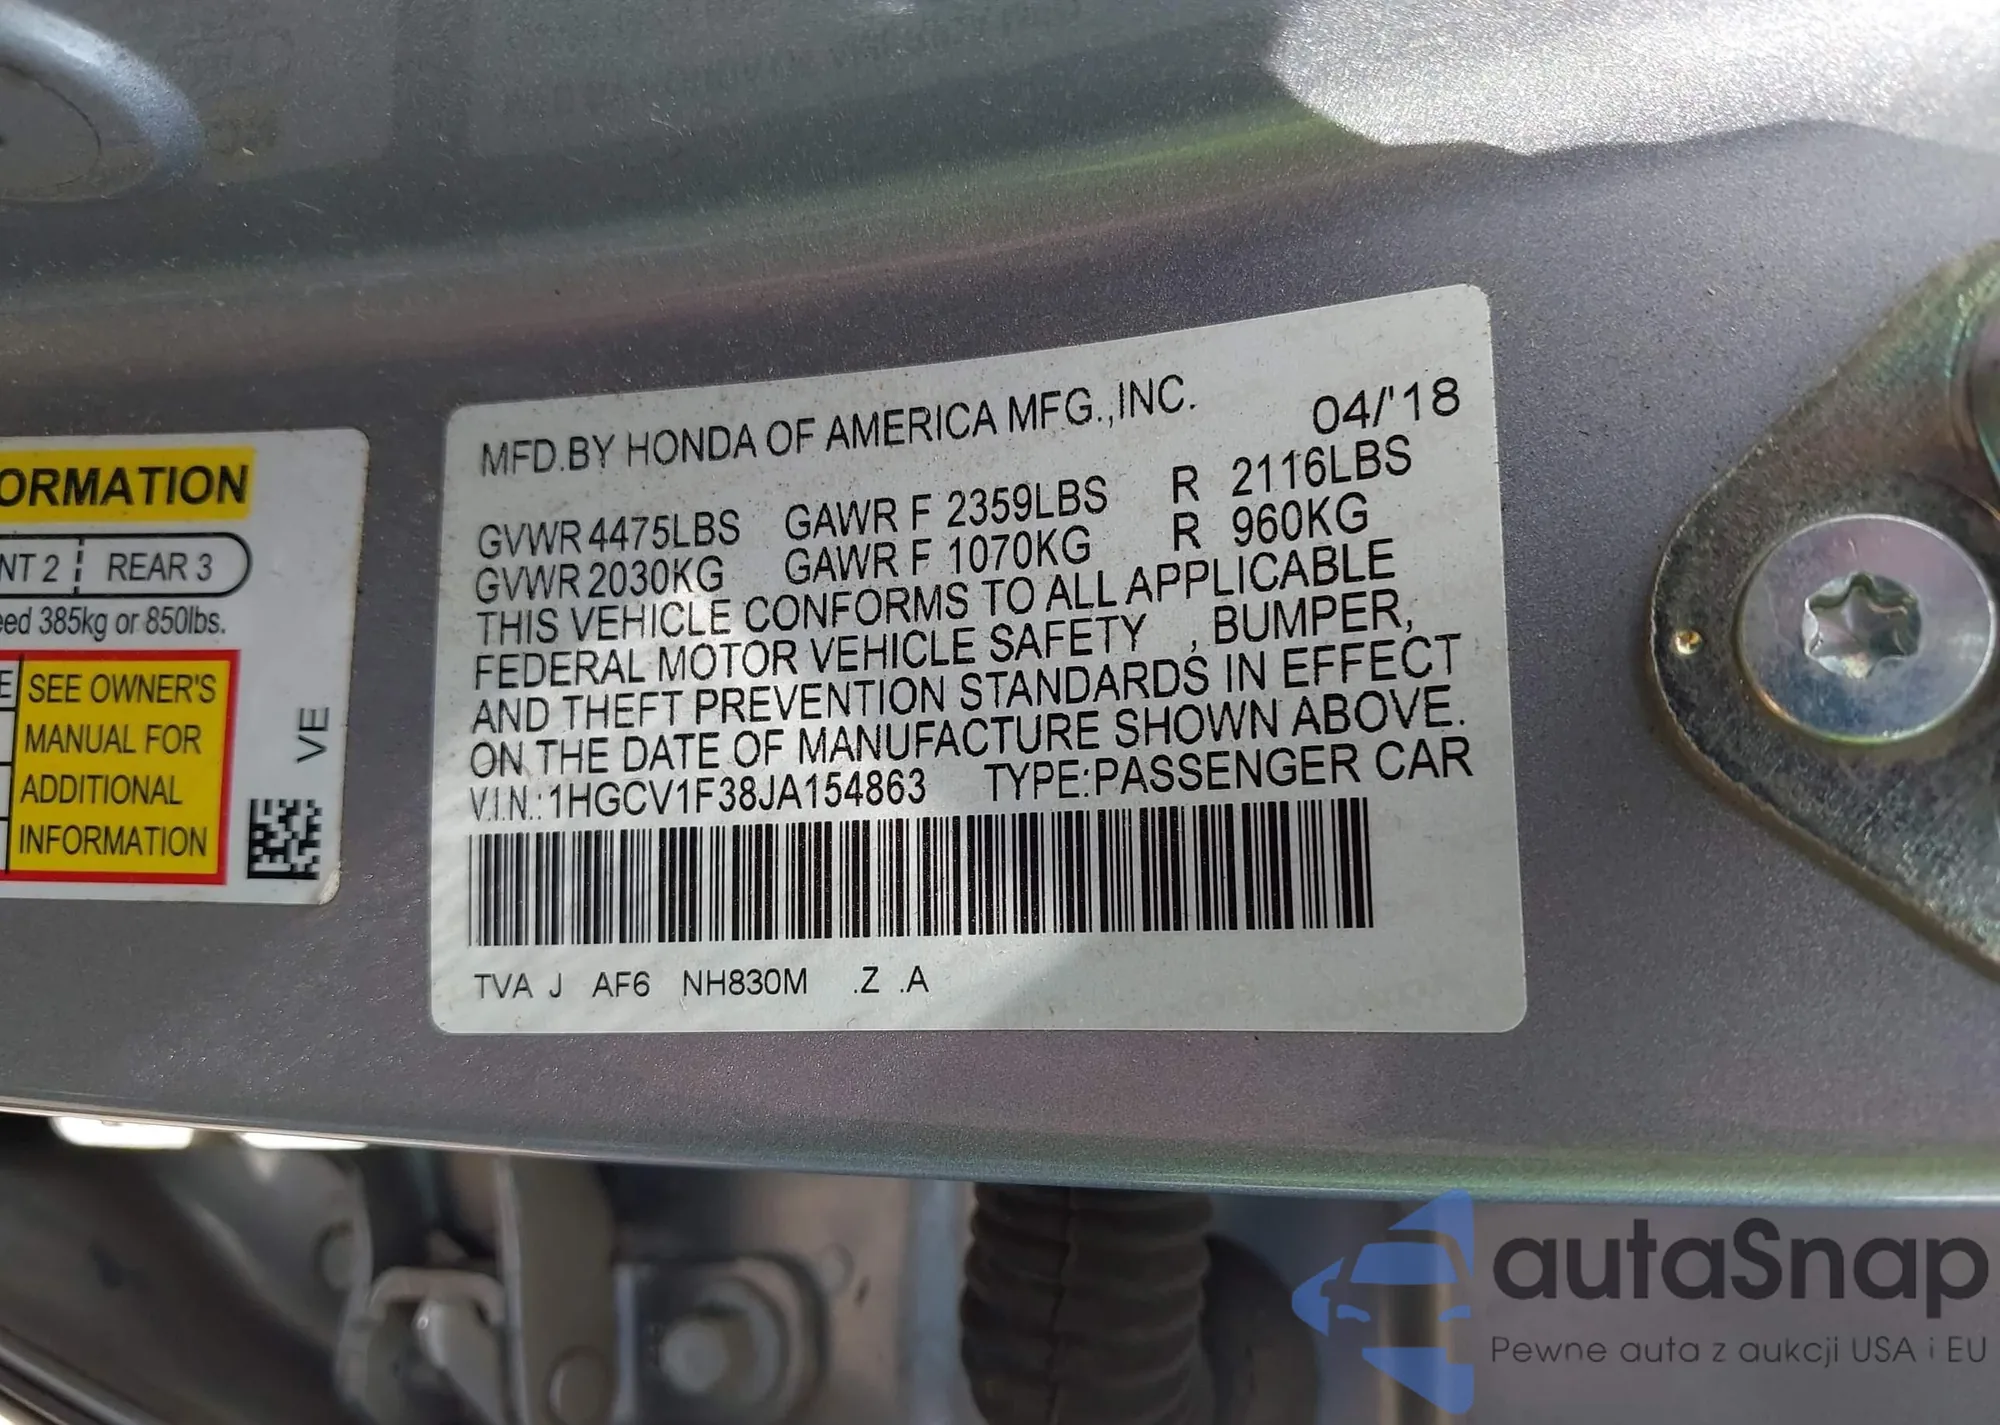 ORMATION
NT 2 REAR 3
eed 385kg or 850lbs.
E SEE OWNER'S
MANUAL FOR
ADDITIONAL
INFORMATION
VE
MFD.BY HONDA OF AMERICA MFG.,INC. 04/'18
GVWR 4475LBS GAWR F 2359LBS R 2116LBS
GVWR 2030KG GAWR F 1070KG R 960KG
THIS VEHICLE CONFORMS TO ALL APPLICABLE
FEDERAL MOTOR VEHICLE SAFETY , BUMPER,
AND THEFT PREVENTION STANDARDS IN EFFECT
ON THE DATE OF MANUFACTURE SHOWN ABOVE.
V.I.N.: 1HGCV1F38JA154863 TYPE:PASSENGER CAR
TVA J AF6 NH830M .Z .A
autaSnap
Pewne auta z aukcji USA i EU